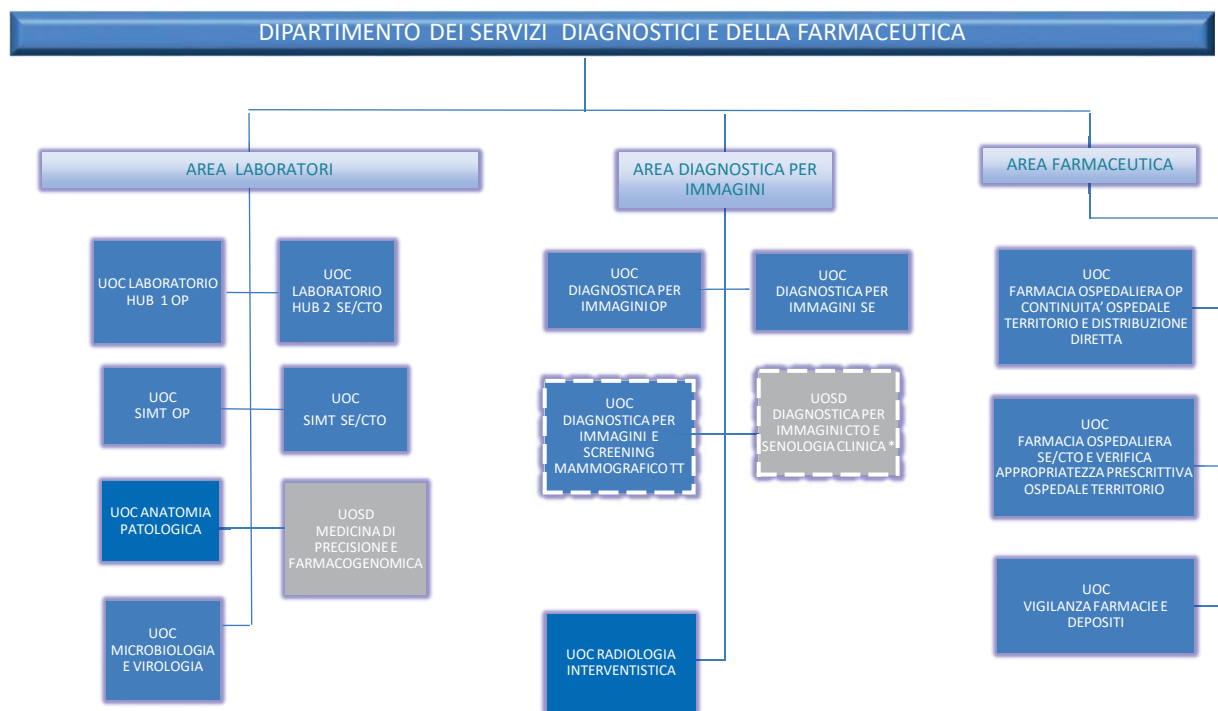 DIPARTIMENTO DEI SERVIZI DIAGNOSTICI E DELLA FARMACEUTICA
AREA LABORATORI
UOC LABORATORIO
HUB 1 OP
UOC
LABORATORIO
HUB 2 SE/CTO
UOC
SIMT OP
UOC
SIMT SE/CTO
UOC ANATOMIA
PATOLOGICA
UOSD
MEDICINA DI
PRECISIONE E
FARMACOGENOMICA
UOC
MICROBIOLOGIA
E VIROLOGIA
AREA DIAGNOSTICA PER
IMMAGINI
UOC
DIAGNOSTICA PER
IMMAGINI OP
UOC
DIAGNOSTICA PER
IMMAGINI SE
UOC
DIAGNOSTICA PER
IMMAGINI E
SCREENING
MAMMOGRAFICO TT
UOSD
DIAGNOSTICA PER
IMMAGINI CTO E
SENOLOGIA CLINICA *
UOC RADIOLOGIA
INTERVENTISTICA
AREA FARMACEUTICA
UOC
FARMACIA OSPEDALIERA OP
CONTINUITA’ OSPEDALE
TERRITORIO E DISTRIBUZIONE
DIRETTA
UOC
FARMACIA OSPEDALIERA
SE/CTO E VERIFICA
APPROPRIATEZZA PRESCRITTIVA
OSPEDALE TERRITORIO
UOC
VIGILANZA FARMACIE E
DEPOSITI